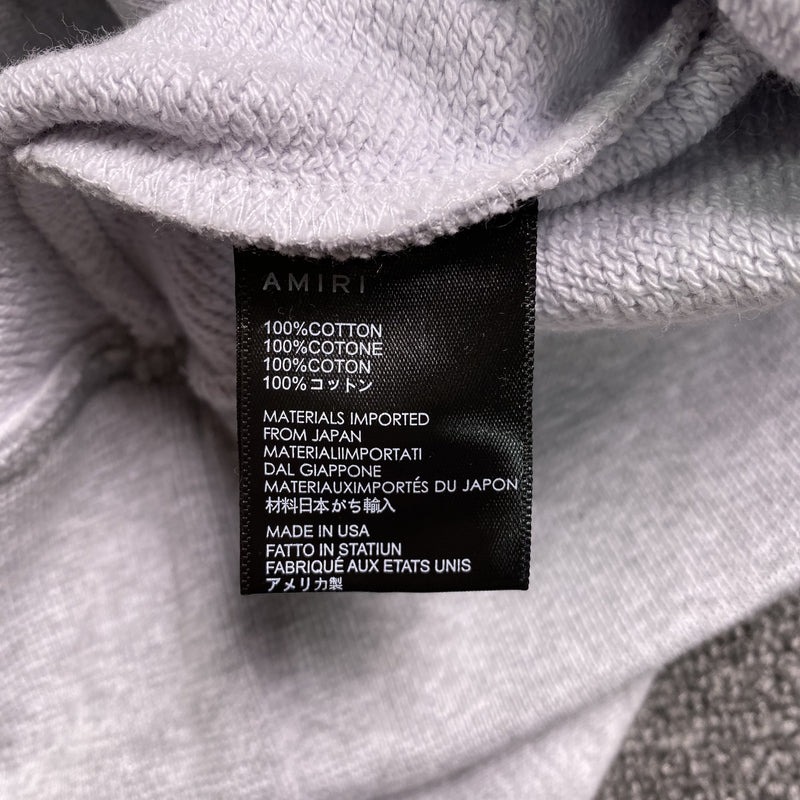 AMIRI
100%COTTON
100%COTONE
100%COTON
100%コットン
MATERIALS IMPORTED
FROM JAPAN
MATERIALIIMPORTATI
DAL GIAPPONE
MATERIAUXIMPORTÉS DU JAPON
材料日本がち輸入
MADE IN USA
FATTO IN STATIUN
FABRIQUÉ AUX ETATS UNIS
アメリカ製